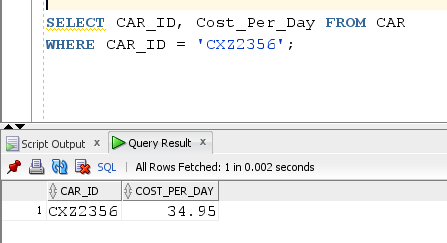 SELECT CAR_ID, Cost_Per_Day FROM CAR
WHERE CAR_ID = 'CXZ2356';
Script Output x Query Result x
SQL | All Rows Fetched: 1 in 0.002 seconds
CAR_ID COST_PER_DAY
1 CXZ2356 34.95